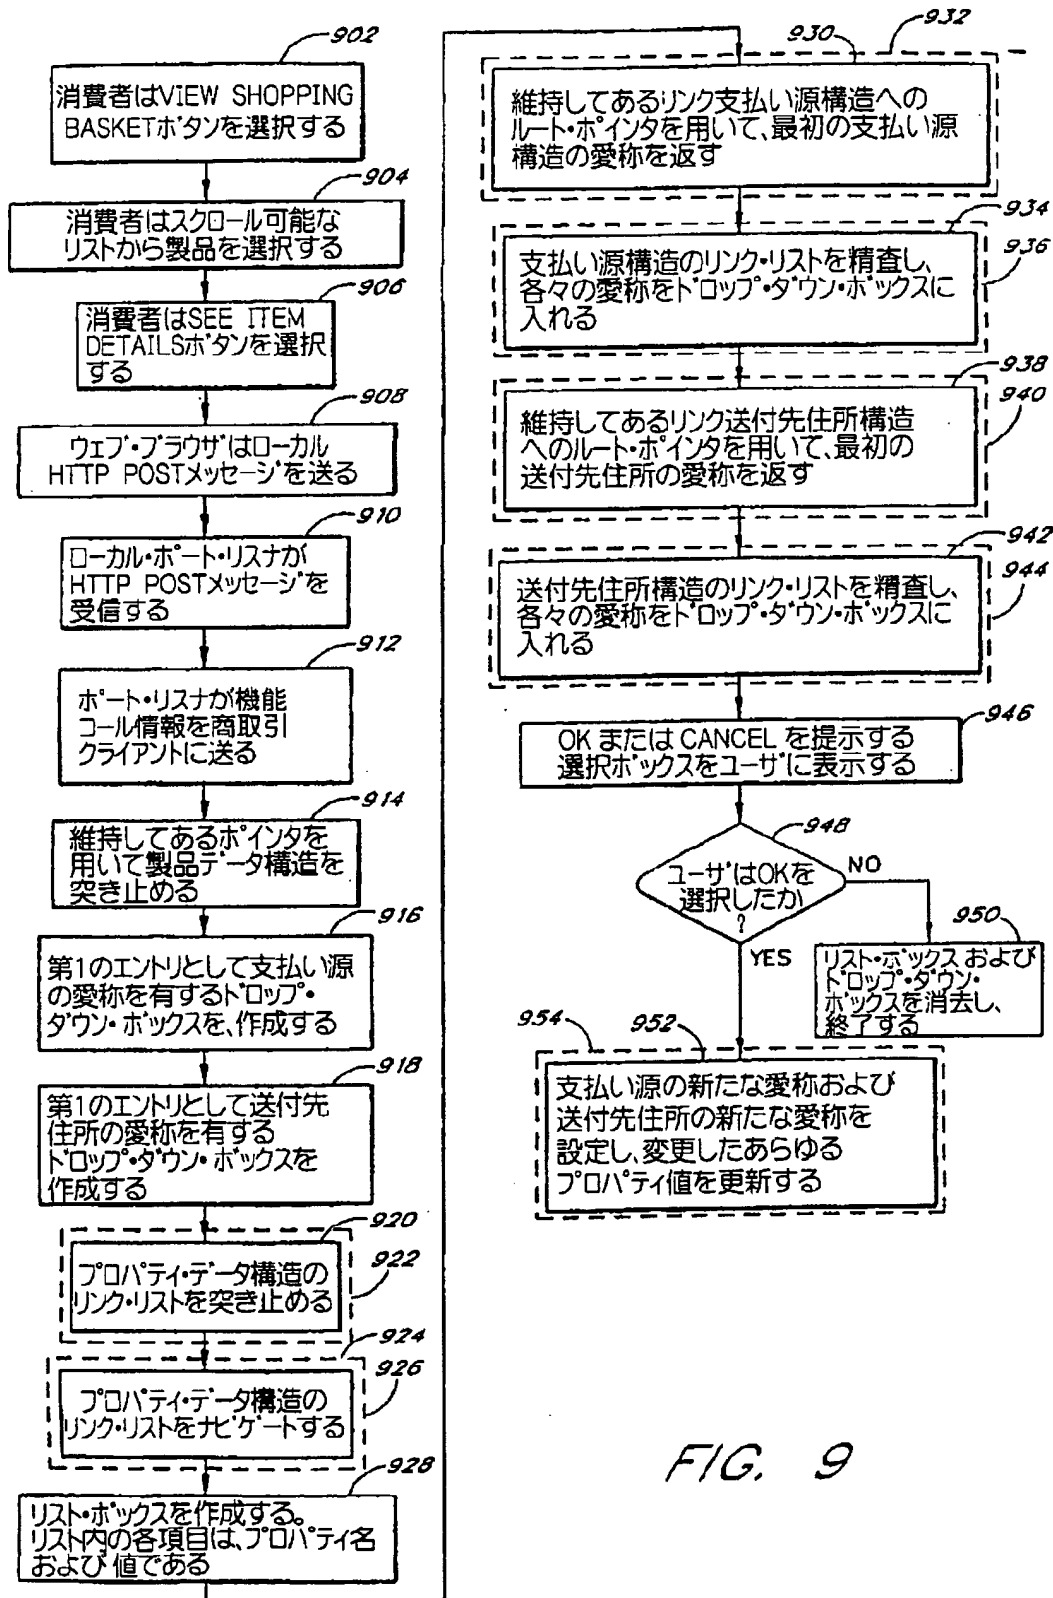 902
消費者はVIEW SHOPPING
BASKETボタンを選択する
904
消費者はスクロール可能な
リストから製品を選択する
906
消費者はSEE ITEM
DETAILSボタンを選択
する
908
ウェブ・ブラウザはローカル
HTTP POSTメッセージを送る
910
ローカル・ポート・リスナが
HTTP POSTメッセージを
受信する
912
ポート・リスナが機能
コール情報を商取引
クライアントに送る
914
維持してあるポインタを
用いて製品データ構造を
突き止める
916
第1のエントリとして支払い源
の愛称を有するドロップ・
ダウン・ボックスを、作成する
918
第1のエントリとして送付先
住所の愛称を有する
ドロップ・ダウン・ボックスを
作成する
920
922
プロパティ・データ構造の
リンク・リストを突き止める
924
926
プロパティ・データ構造の
リンク・リストをナビゲートする
928
リスト・ボックスを作成する。
リスト内の各項目は、プロパティ名
および値である
930
932
維持してあるリンク支払い源構造への
ルート・ポインタを用いて、最初の支払い源
構造の愛称を返す
934
936
支払い源構造のリンク・リストを精査し、
各々の愛称をドロップ・ダウン・ボックスに
入れる
938
940
維持してあるリンク送付先住所構造
へのルート・ポインタを用いて、最初の
送付先住所の愛称を返す
942
944
送付先住所構造のリンク・リストを精査し、
各々の愛称をドロップ・ダウン・ボックスに
入れる
946
OK または CANCEL を提示する
選択ボックスをユーザに表示する
948
ユーザはOKを
選択したか
?
NO
YES
950
リスト・ボックス および
ドロップ・ダウン・
ボックスを消去し、
終了する
954
952
支払い源の新たな愛称および
送付先住所の新たな愛称を
設定し、変更したあらゆる
プロパティ値を更新する
FIG. 9